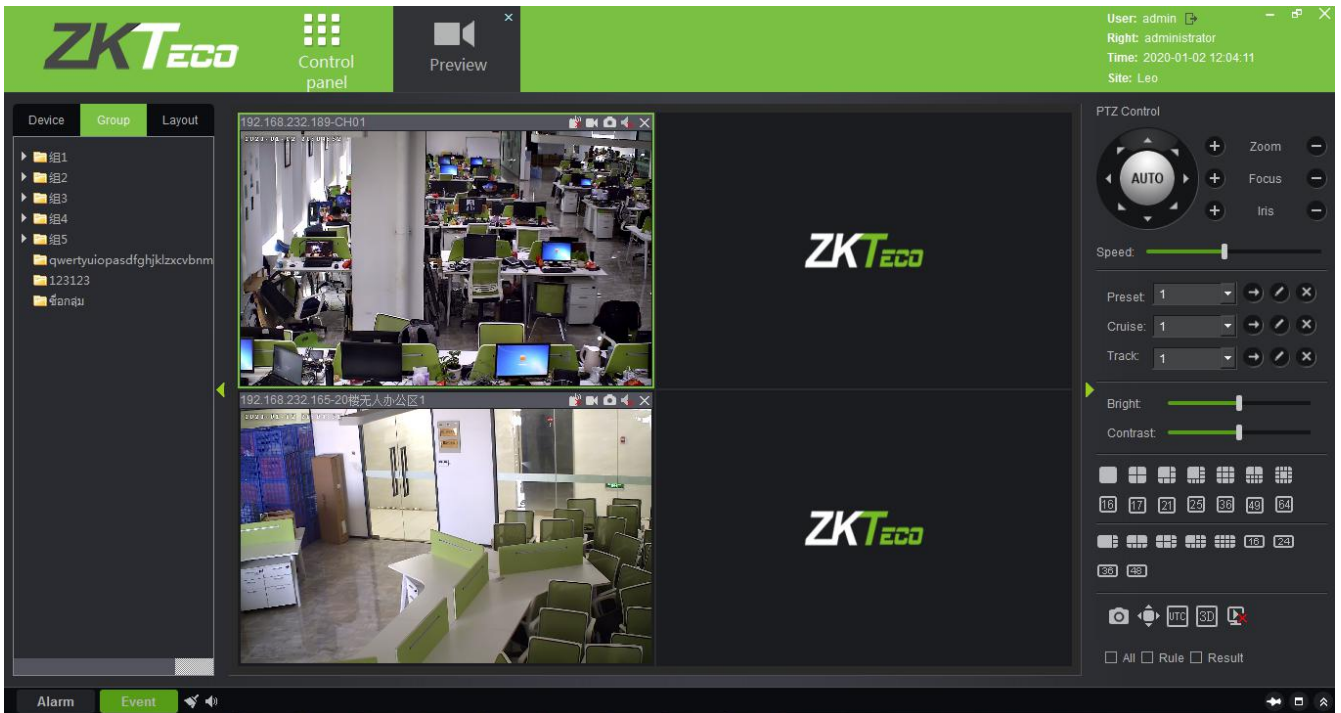 ZKTECO
Control
panel
Preview
User: admin
Right: administrator
Time: 2020-01-02 12:04:11
Site: Leo
Device
Group
Layout
组1
组2
组3
组4
组5
qwertyuiopasdfghjklzxcvbnm
123123
ชื่อกลุ่ม
192.168.232.189-CH01
ZKTECO
192.168.232.165-20楼无人办公区1
ZKTECO
PTZ Control
AUTO
Zoom
Focus
Iris
Speed:
Preset: 1
Cruise: 1
Track: 1
Bright:
Contrast:
16 17 21 25 36 49 64
16 24
36 48
UTC 3D
All Rule Result
Alarm
Event